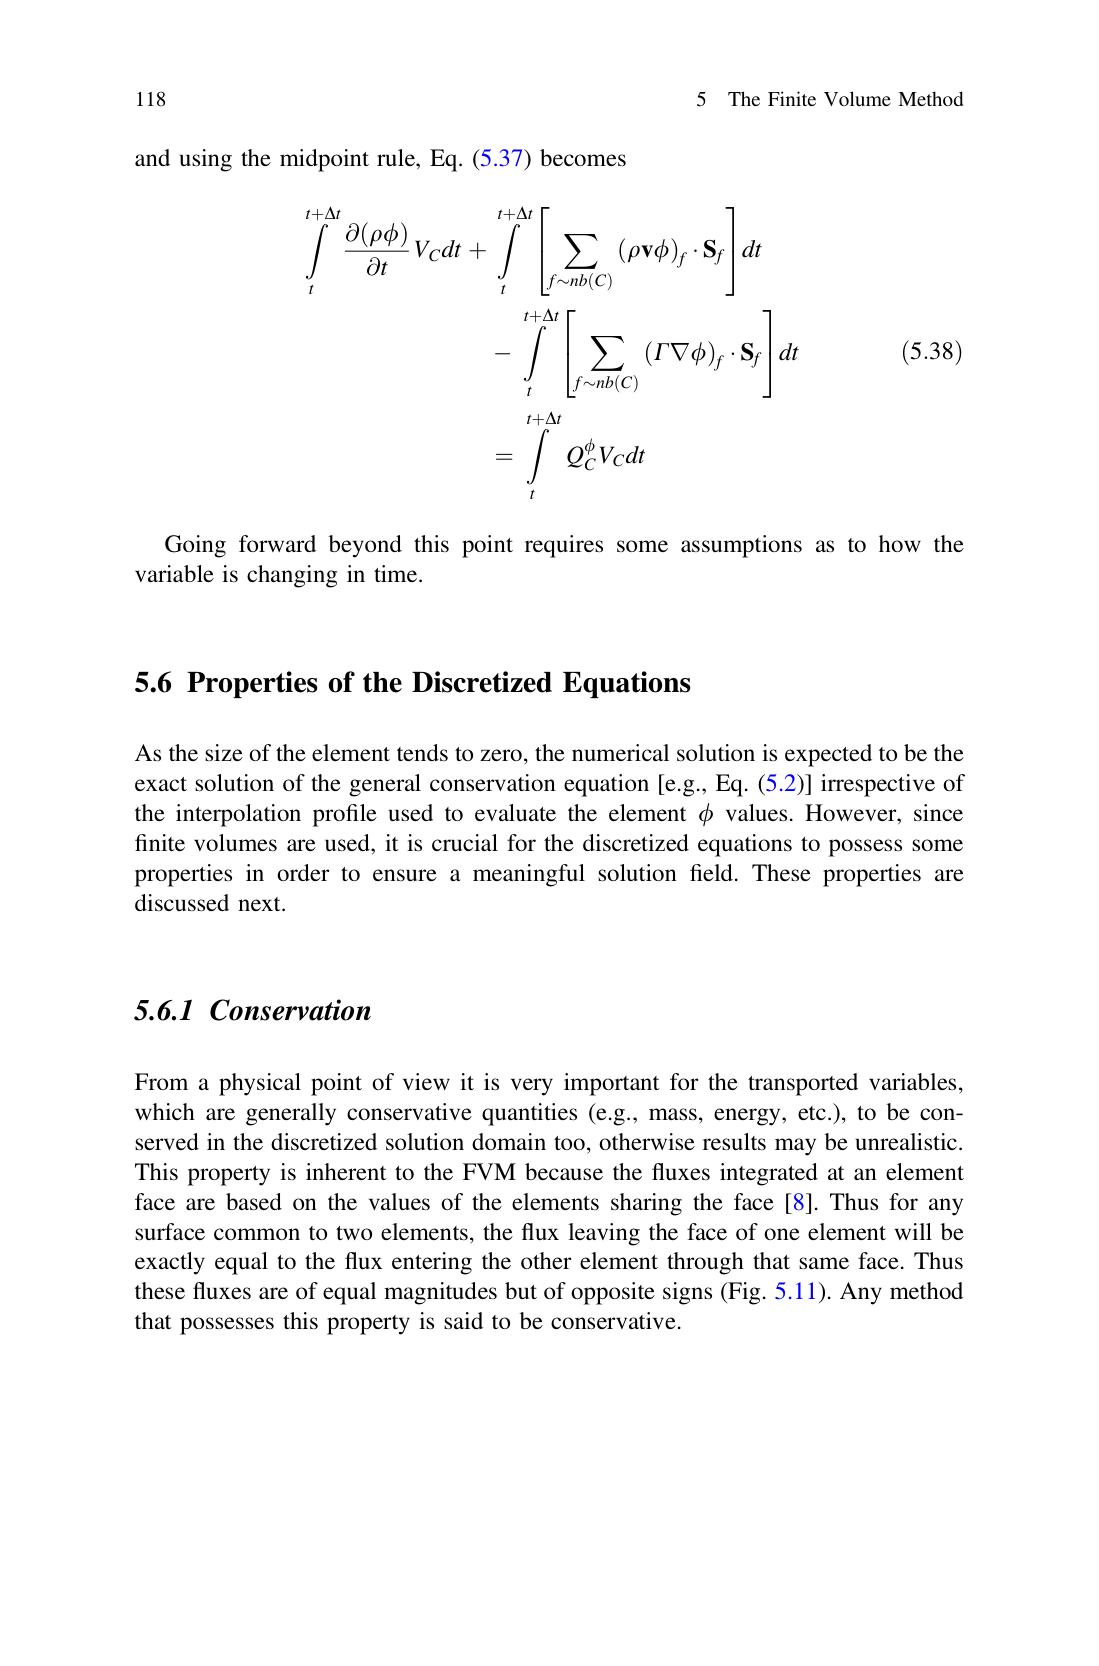 118 5 The Finite Volume Method
and using the midpoint rule, Eq. (5.37) becomes
$$\int\limits_{t}^{t+\Delta t} \frac{\partial(\rho\phi)}{\partial t} V_C dt + \int\limits_{t}^{t+\Delta t} \left[ \sum_{f \sim nb(C)} (\rho \mathbf{v} \phi)_f \cdot \mathbf{S}_f \right] dt$$
$$- \int\limits_{t}^{t+\Delta t} \left[ \sum_{f \sim nb(C)} (\Gamma \nabla \phi)_f \cdot \mathbf{S}_f \right] dt \quad (5.38)$$
$$= \int\limits_{t}^{t+\Delta t} Q_C^{\phi} V_C dt$$
Going forward beyond this point requires some assumptions as to how the
variable is changing in time.
5.6 Properties of the Discretized Equations
As the size of the element tends to zero, the numerical solution is expected to be the
exact solution of the general conservation equation [e.g., Eq. (5.2)] irrespective of
the interpolation profile used to evaluate the element ϕ values. However, since
finite volumes are used, it is crucial for the discretized equations to possess some
properties in order to ensure a meaningful solution field. These properties are
discussed next.
5.6.1 Conservation
From a physical point of view it is very important for the transported variables,
which are generally conservative quantities (e.g., mass, energy, etc.), to be con-
served in the discretized solution domain too, otherwise results may be unrealistic.
This property is inherent to the FVM because the fluxes integrated at an element
face are based on the values of the elements sharing the face [8]. Thus for any
surface common to two elements, the flux leaving the face of one element will be
exactly equal to the flux entering the other element through that same face. Thus
these fluxes are of equal magnitudes but of opposite signs (Fig. 5.11). Any method
that possesses this property is said to be conservative.